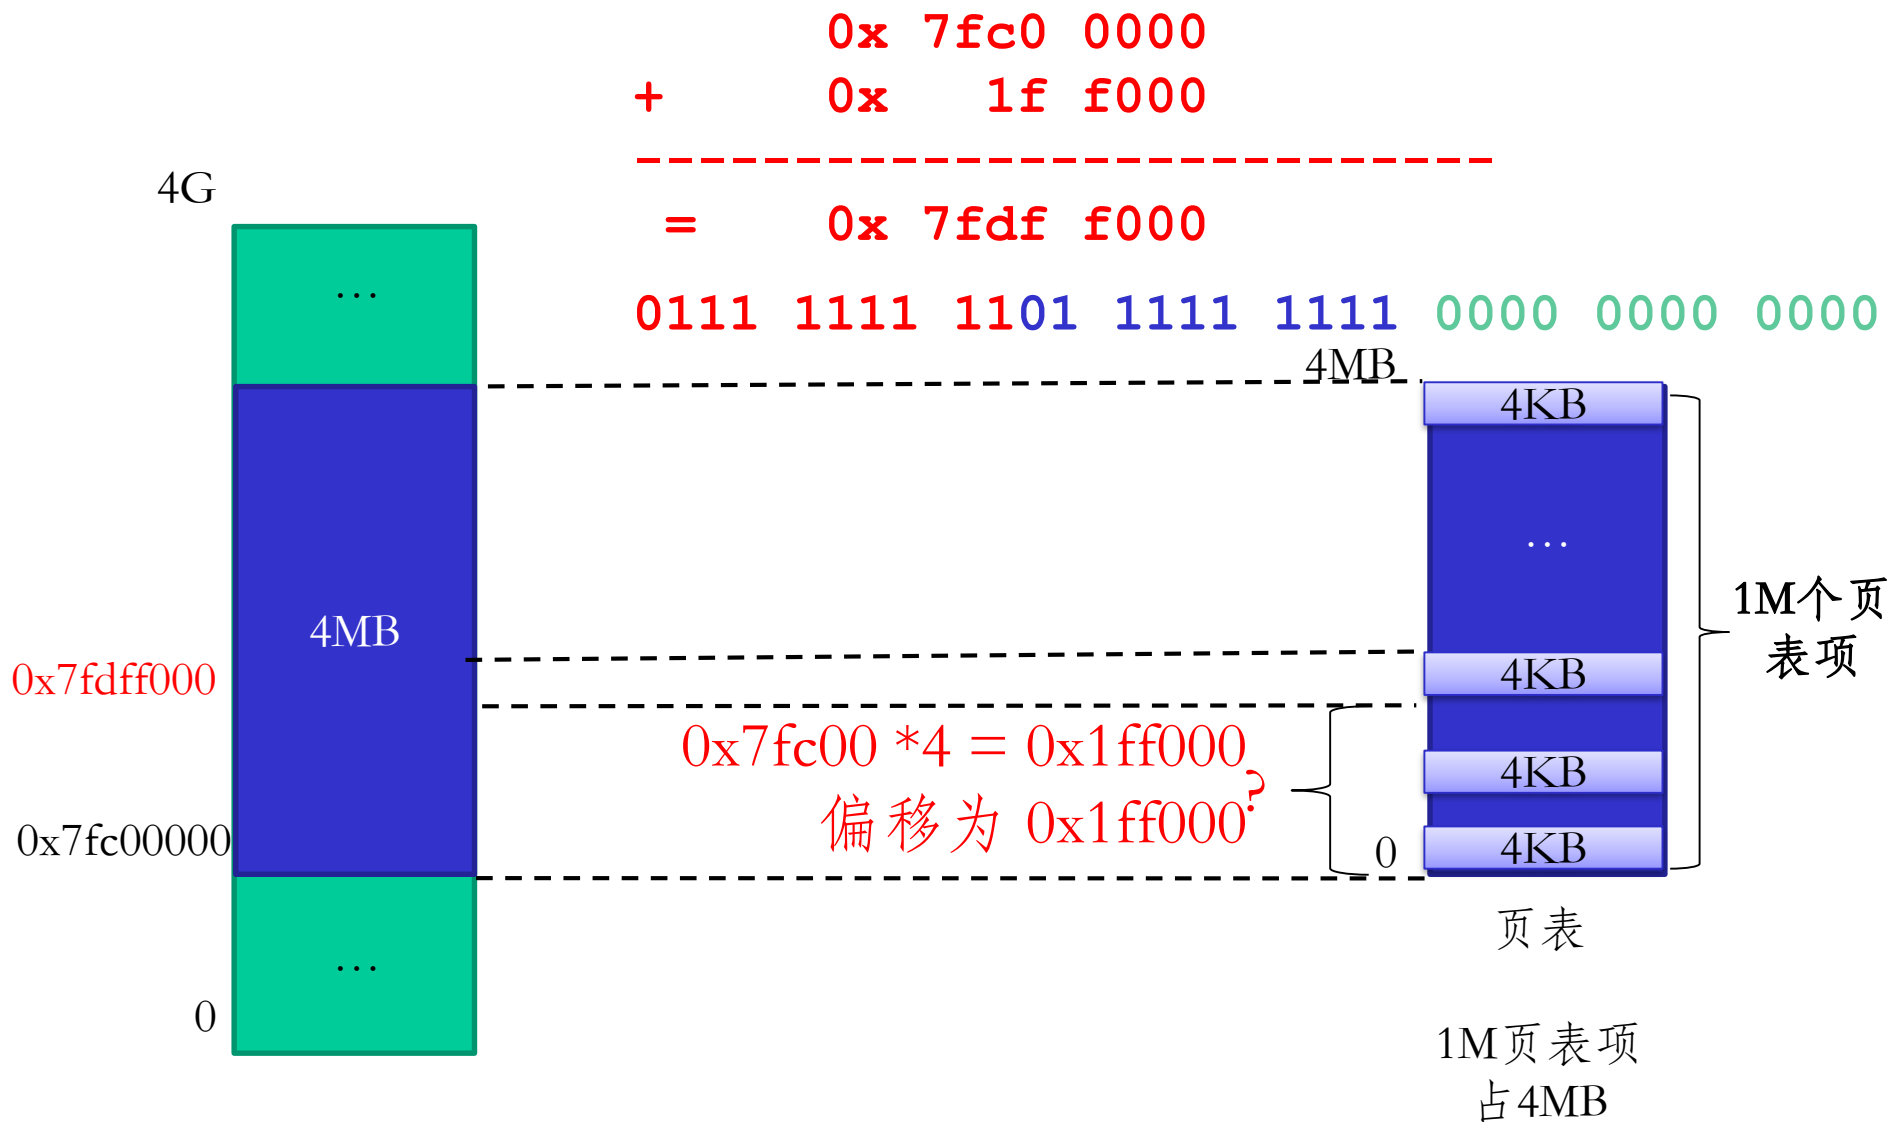 0x 7fc0 0000
+ 0x 1f f000
= 0x 7fdf f000
0111 1111 1101 1111 1111 0000 0000 0000
4G
…
4MB
4KB
…
4MB
1M个页
表项
0x7fdff000
4KB
0x7fc00 *4 = 0x1ff000
?
偏移为 0x1ff000
4KB
0x7fc00000
0
4KB
页表
…
0
1M页表项
占4MB